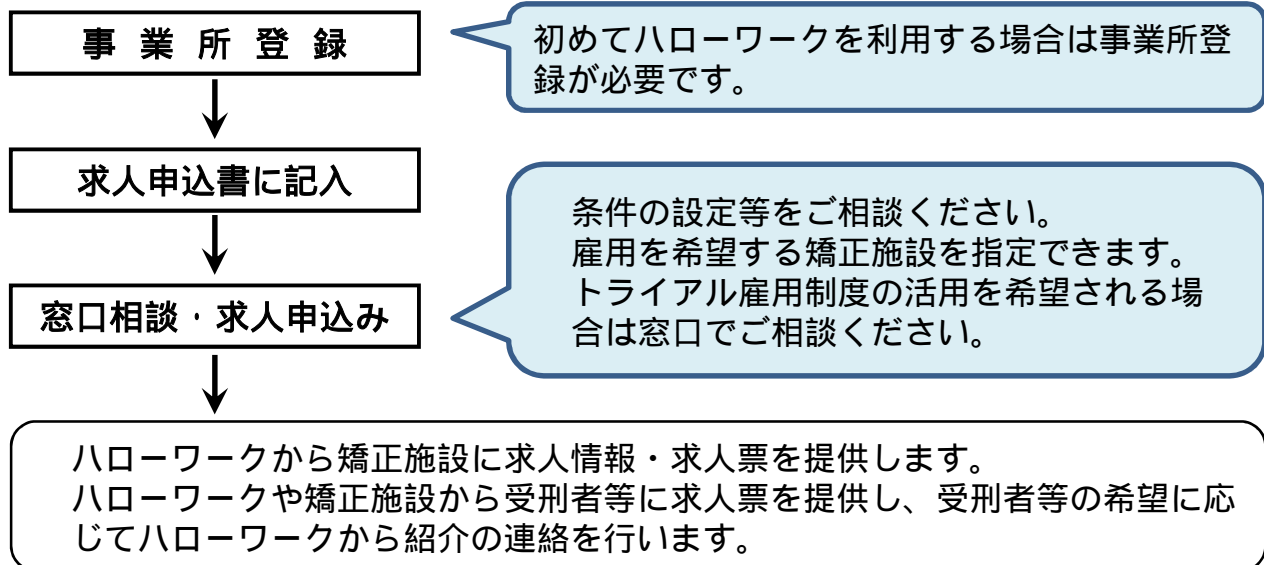 事業所登録
初めてハローワークを利用する場合は事業所登
録が必要です。
求人申込書に記入
条件の設定等をご相談ください。
雇用を希望する矯正施設を指定できます。
トライアル雇用制度の活用を希望される場
合は窓口でご相談ください。
窓口相談・求人申込み
ハローワークから矯正施設に求人情報・求人票を提供します。
ハローワークや矯正施設から受刑者等に求人票を提供し、受刑者等の希望に応
じてハローワークから紹介の連絡を行います。